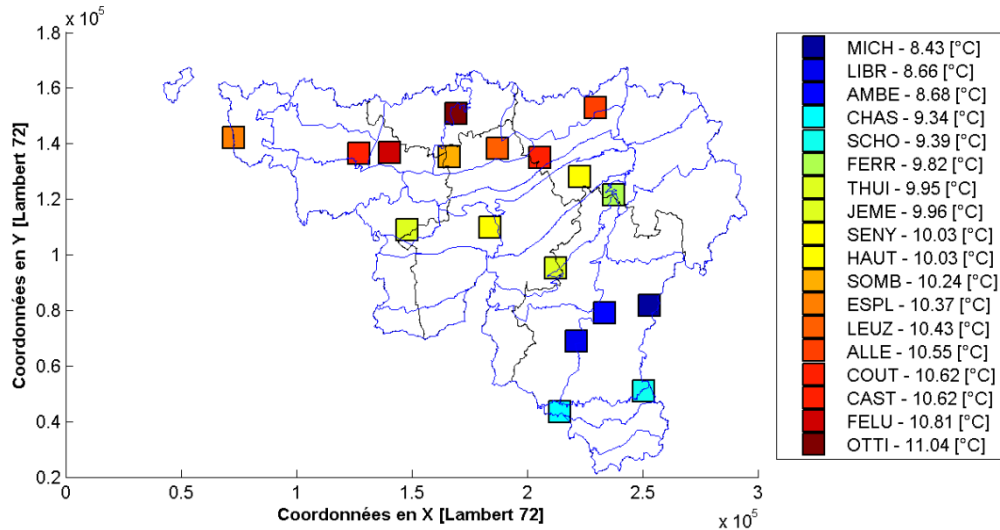 x 10^5
1.8
1.6
1.4
1.2
1
0.8
0.6
0.4
0.2
Coordonnées en Y [Lambert 72]
0
0.5
1
1.5
2
2.5
3
x 10^5
Coordonnées en X [Lambert 72]
MICH - 8.43 [°C]
LIBR - 8.66 [°C]
AMBE - 8.68 [°C]
CHAS - 9.34 [°C]
SCHO - 9.39 [°C]
FERR - 9.82 [°C]
THUI - 9.95 [°C]
JEME - 9.96 [°C]
SENY - 10.03 [°C]
HAUT - 10.03 [°C]
SOMB - 10.24 [°C]
ESPL - 10.37 [°C]
LEUZ - 10.43 [°C]
ALLE - 10.55 [°C]
COUT - 10.62 [°C]
CAST - 10.62 [°C]
FELU - 10.81 [°C]
OTTI - 11.04 [°C]